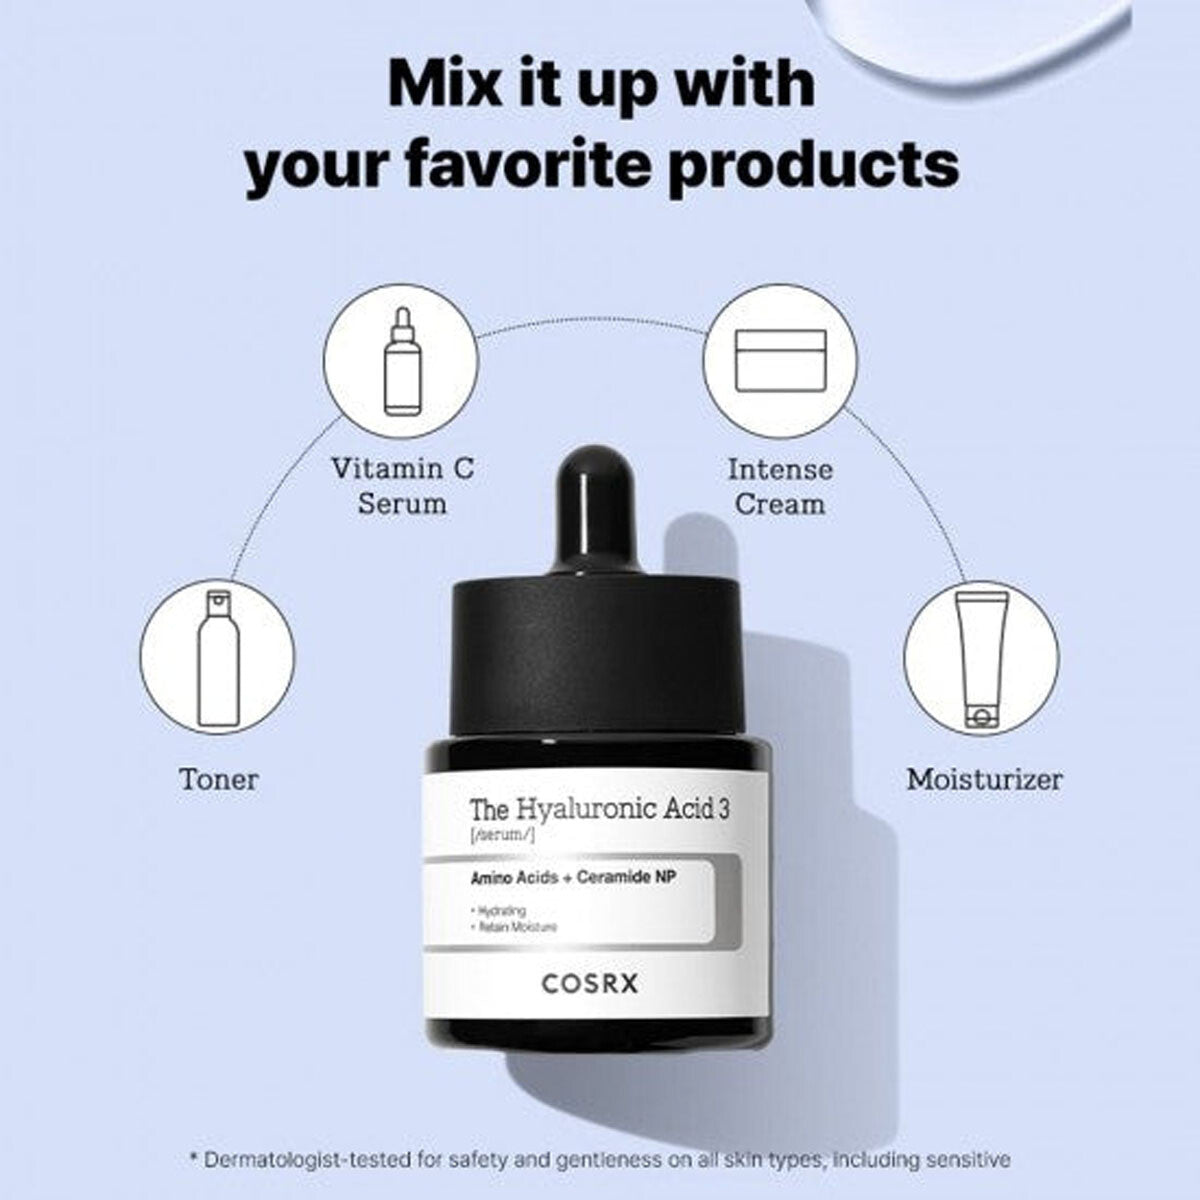 Mix it up with
your favorite products
Vitamin C
Serum
Intense
Cream
Toner
Moisturizer
The Hyaluronic Acid 3
[/serum/]
Amino Acids + Ceramide NP
• Hydrating
• Retain Moisture
COSRX
* Dermatologist-tested for safety and gentleness on all skin types, including sensitive